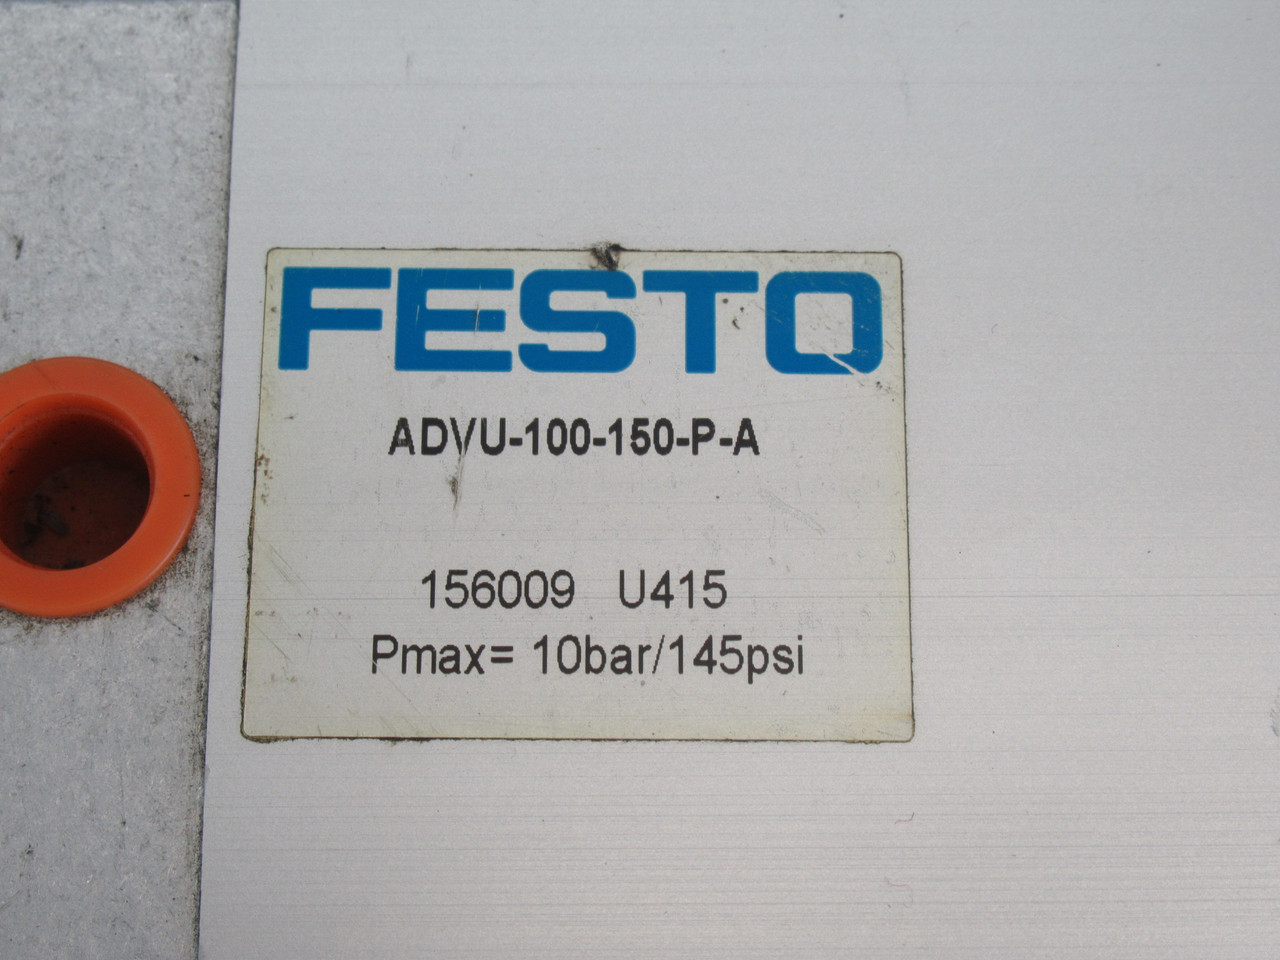 FESTO
ADVU-100-150-P-A
156009 U415
Pmax= 10bar/145psi